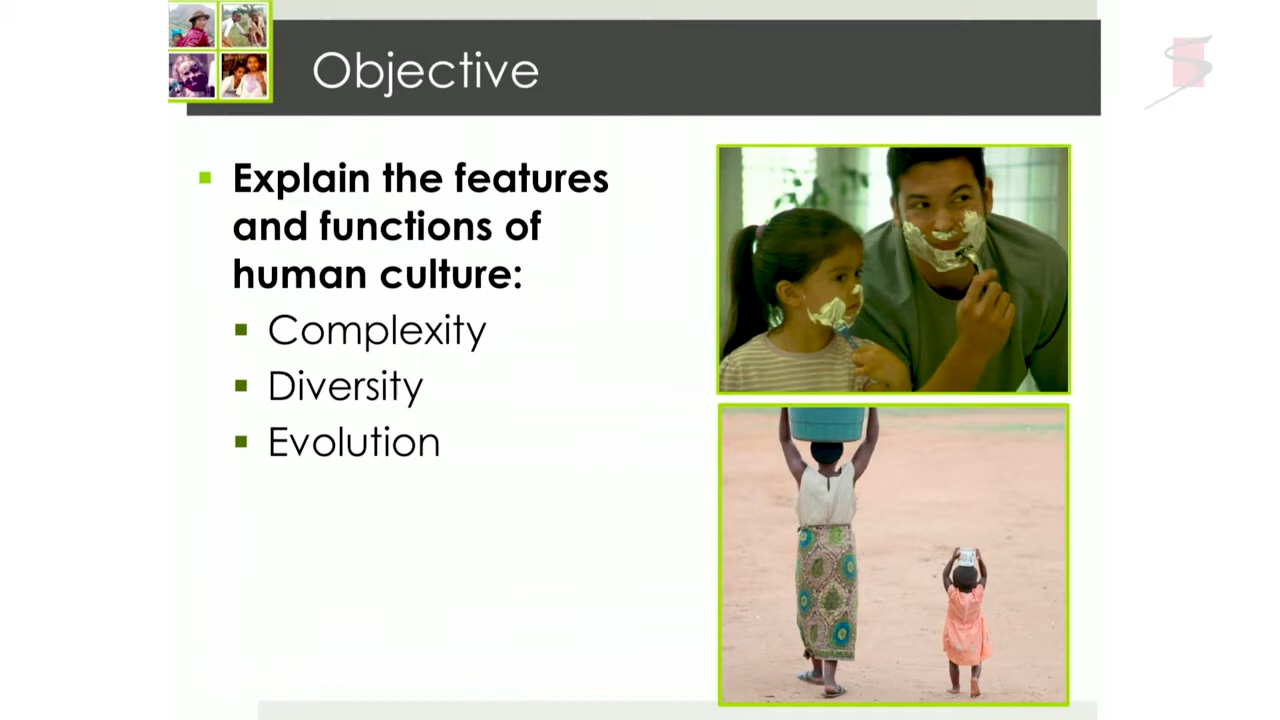 Objective
Explain the features
and functions of
human culture:
Complexity
Diversity
Evolution